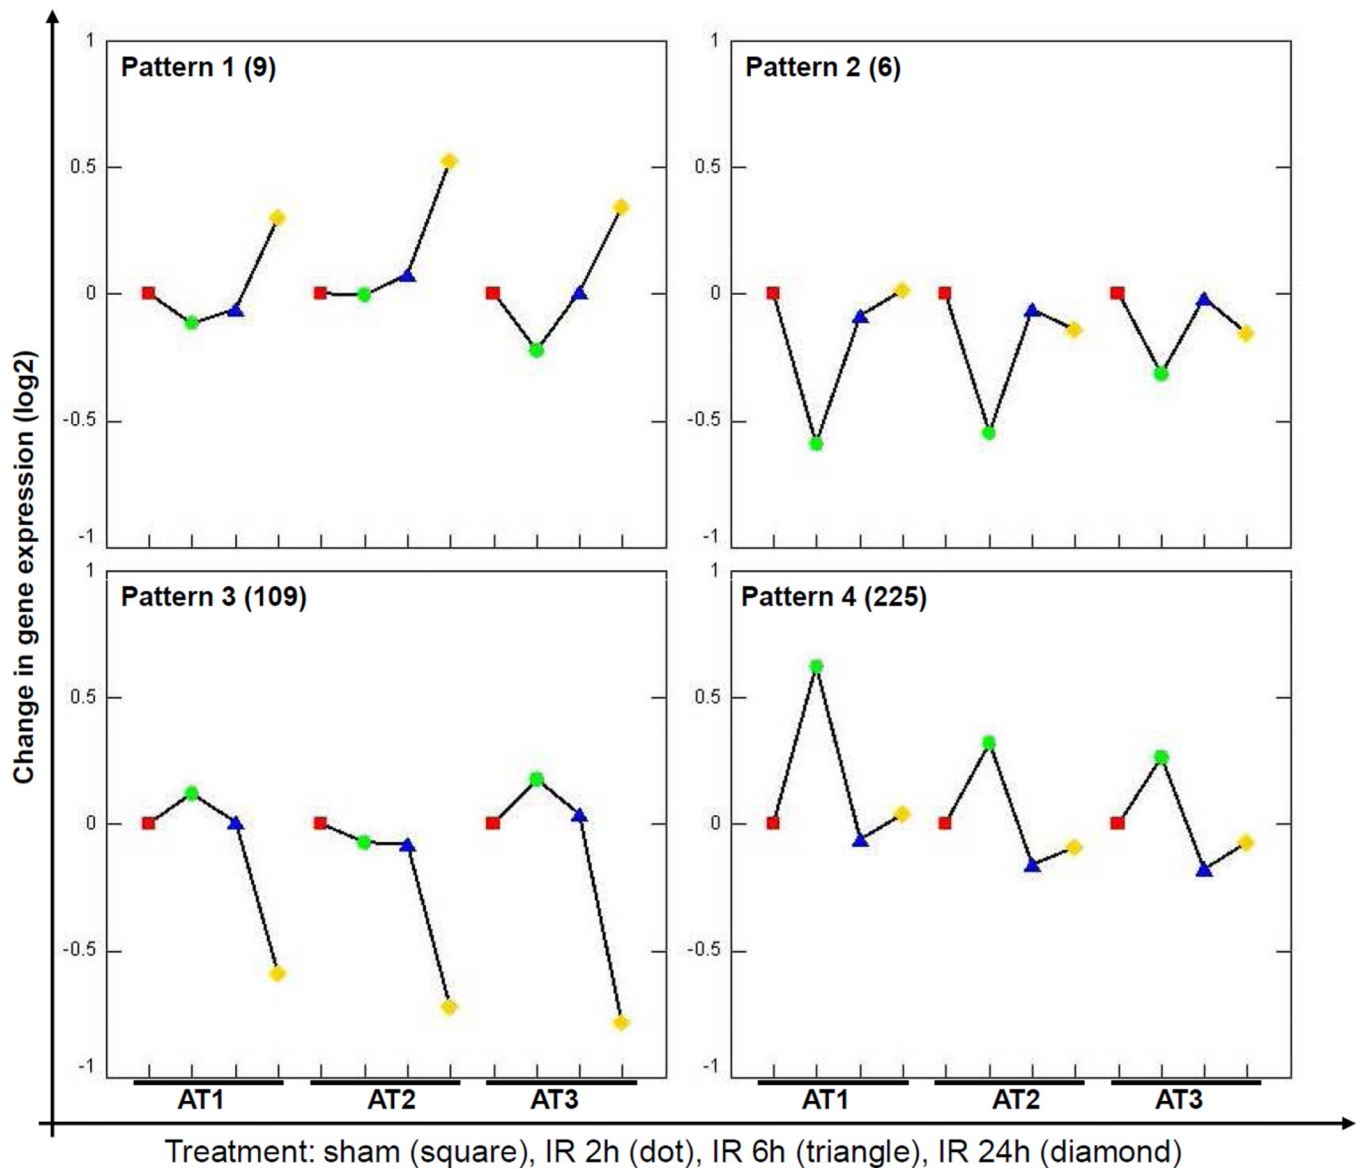 Change in gene expression (log2)
Pattern 1 (9)
1
0.5
0
-0.5
-1
Pattern 2 (6)
1
0.5
0
-0.5
-1
Pattern 3 (109)
1
0.5
0
-0.5
-1
AT1 AT2 AT3
Pattern 4 (225)
1
0.5
0
-0.5
-1
AT1 AT2 AT3
Treatment: sham (square), IR 2h (dot), IR 6h (triangle), IR 24h (diamond)